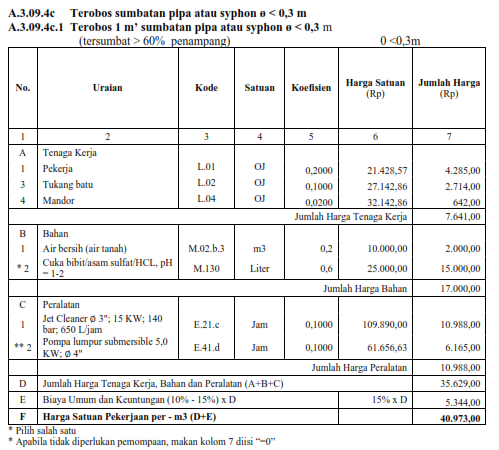 A.3.09.4c Terobos sumbatan pipa atau syphon ø < 0,3 m
A.3.09.4c.1 Terobos 1 m' sumbatan pipa atau syphon ø < 0,3 m
(tersumbat > 60% penampang) 0 <0,3m
No. Uraian Kode Satuan Koefisien Harga Satuan (Rp) Jumlah Harga (Rp)
1 2 3 4 5 6 7
A Tenaga Kerja
1 Pekerja L.01 OJ 0,2000 21.428,57 4.285,00
3 Tukang batu L.02 OJ 0,1000 27.142,86 2.714,00
4 Mandor L.04 OJ 0,0200 32.142,86 642,00
Jumlah Harga Tenaga Kerja 7.641,00
B Bahan
1 Air bersih (air tanah) M.02.b.3 m3 0,2 10.000,00 2.000,00
* 2 Cuka bibit/asam sulfat/HCL, pH = 1-2 M.130 Liter 0,6 25.000,00 15.000,00
Jumlah Harga Bahan 17.000,00
C Peralatan
1 Jet Cleaner Ø 3"; 15 KW; 140 bar; 650 L/jam E.21.c Jam 0,1000 109.890,00 10.988,00
** 2 Pompa lumpur submersible 5,0 KW; Ø 4" E.41.d Jam 0,1000 61.656,63 6.165,00
Jumlah Harga Peralatan 10.988,00
D Jumlah Harga Tenaga Kerja, Bahan dan Peralatan (A+B+C) 35.629,00
E Biaya Umum dan Keuntungan (10% - 15%) x D 15% x D 5.344,00
F Harga Satuan Pekerjaan per - m3 (D+E) 40.973,00
* Pilih salah satu
* Apabila tidak diperlukan pemompaan, makan kolom 7 diisi “=0”